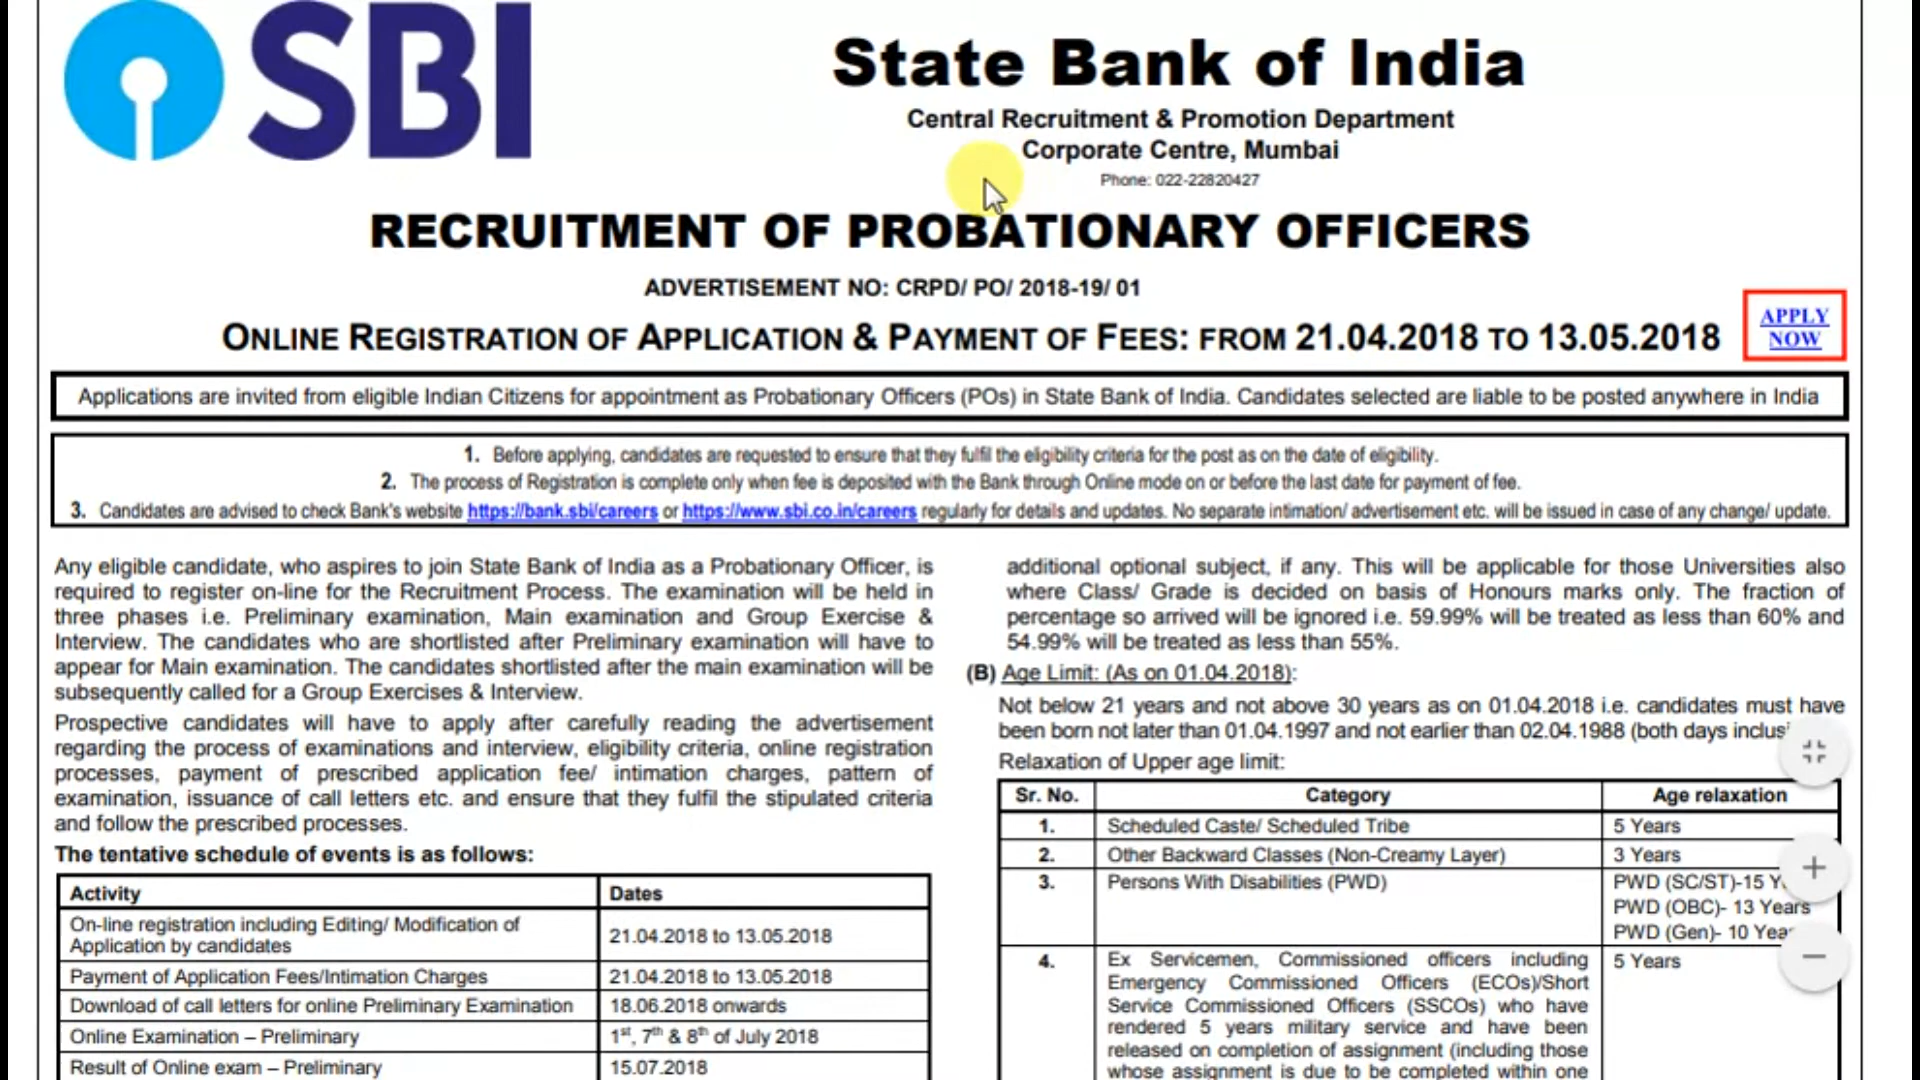 SBI
State Bank of India
Central Recruitment & Promotion Department
Corporate Centre, Mumbai
Phone: 022-22820427
RECRUITMENT OF PROBATIONARY OFFICERS
ADVERTISEMENT NO: CRPD/ PO/ 2018-19/ 01
ONLINE REGISTRATION OF APPLICATION & PAYMENT OF FEES: FROM 21.04.2018 TO 13.05.2018
APPLY
NOW
Applications are invited from eligible Indian Citizens for appointment as Probationary Officers (POs) in State Bank of India. Candidates selected are liable to be posted anywhere in India
1. Before applying, candidates are requested to ensure that they fulfil the eligibility criteria for the post as on the date of eligibility.
2. The process of Registration is complete only when fee is deposited with the Bank through Online mode on or before the last date for payment of fee.
3. Candidates are advised to check Bank's website https://bank.sbi/careers or https://www.sbi.co.in/careers regularly for details and updates. No separate intimation/ advertisement etc. will be issued in case of any change/ update.
Any eligible candidate, who aspires to join State Bank of India as a Probationary Officer, is
required to register on-line for the Recruitment Process. The examination will be held in
three phases i.e. Preliminary examination, Main examination and Group Exercise &
Interview. The candidates who are shortlisted after Preliminary examination will have to
appear for Main examination. The candidates shortlisted after the main examination will be
subsequently called for a Group Exercises & Interview.
Prospective candidates will have to apply after carefully reading the advertisement
regarding the process of examinations and interview, eligibility criteria, online registration
processes, payment of prescribed application fee/ intimation charges, pattern of
examination, issuance of call letters etc. and ensure that they fulfil the stipulated criteria
and follow the prescribed processes.
The tentative schedule of events is as follows:
Activity Dates
On-line registration including Editing/ Modification of
Application by candidates 21.04.2018 to 13.05.2018
Payment of Application Fees/Intimation Charges 21.04.2018 to 13.05.2018
Download of call letters for online Preliminary Examination 18.06.2018 onwards
Online Examination – Preliminary 1st, 7th & 8th of July 2018
Result of Online exam – Preliminary 15.07.2018
additional optional subject, if any. This will be applicable for those Universities also
where Class/ Grade is decided on basis of Honours marks only. The fraction of
percentage so arrived will be ignored i.e. 59.99% will be treated as less than 60% and
54.99% will be treated as less than 55%.
(B) Age Limit: (As on 01.04.2018):
Not below 21 years and not above 30 years as on 01.04.2018 i.e. candidates must have
been born not later than 01.04.1997 and not earlier than 02.04.1988 (both days
Relaxation of Upper age limit:
Sr. No. Category Age relaxation
1. Scheduled Caste/ Scheduled Tribe 5 Years
2. Other Backward Classes (Non-Creamy Layer) 3 Years
3. Persons With Disabilities (PWD) PWD (SC/ST)-15
PWD (OBC)- 13 Years
PWD (Gen)- 10
4. Ex Servicemen, Commissioned officers including 5 Years
Emergency Commissioned Officers (ECOs)/Short
Service Commissioned Officers (SSCOs) who have
rendered 5 years military service and have been
released on completion of assignment (including those
whose assignment is due to be completed within one